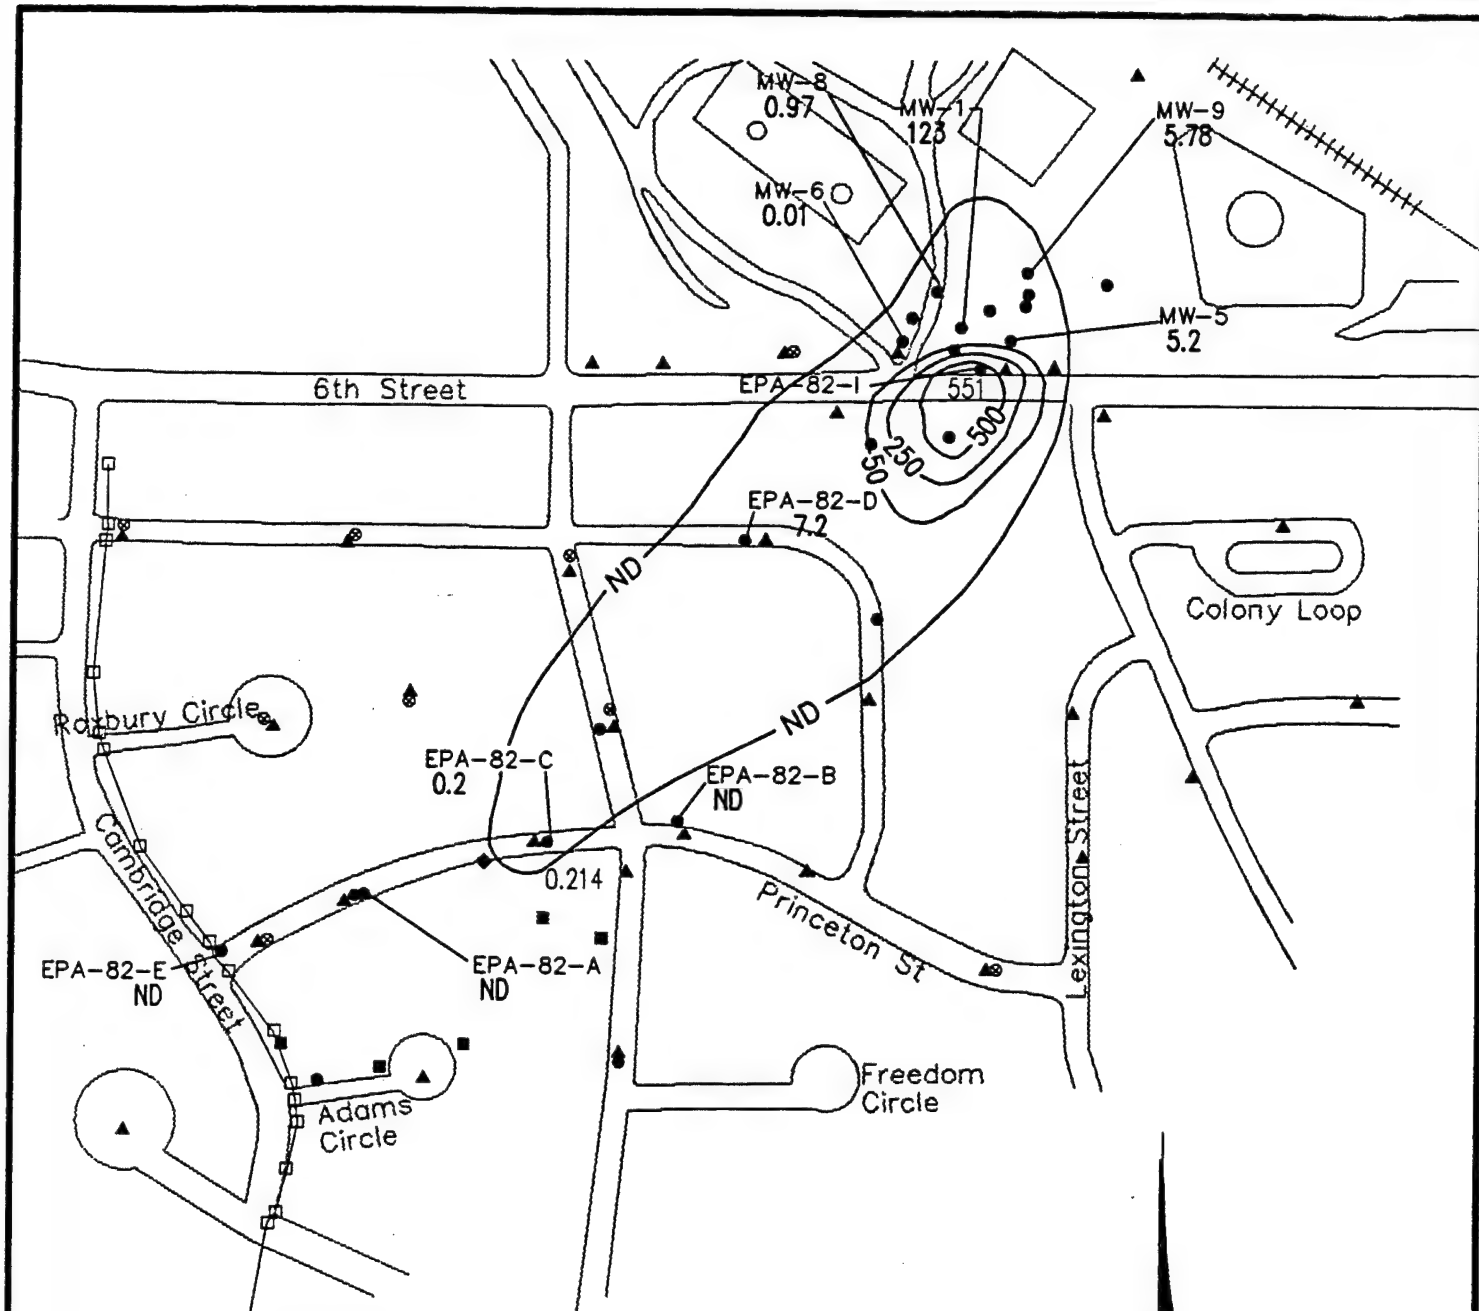 MW-8
0.97
MW-1
123
MW-9
5.78
MW-6
0.01
MW-5
5.2
6th Street
EPA-82-I
551
500
250
50
EPA-82-D
7.2
ND
Colony Loop
Roxbury Circle
ND
EPA-82-C
0.2
EPA-82-B
ND
Lexington Street
Cambridge Street
0.214
Princeton St
EPA-82-E
ND
EPA-82-A
ND
Freedom
Circle
Adams
Circle